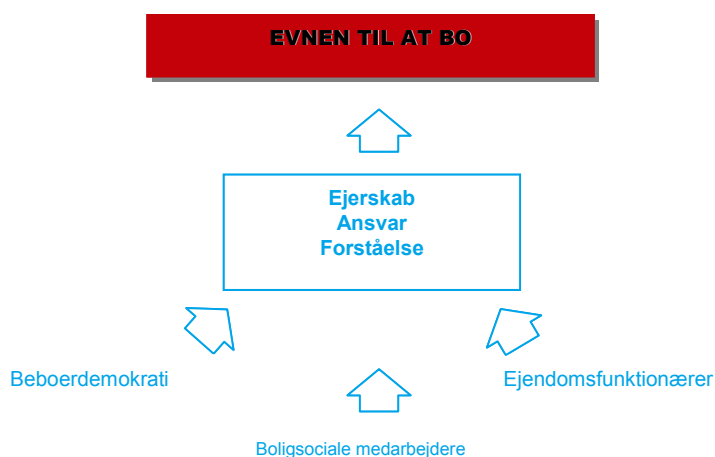 EVNEN TIL AT BO
Ejerskab
Ansvar
Forståelse
Beboerdemokrati
Ejendomsfunktionærer
Boligsociale medarbejdere